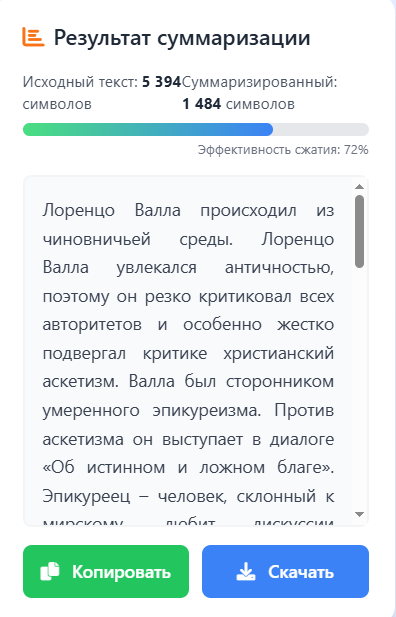 Результат суммаризации
Исходный текст: 5 394 символов
Суммаризированный: 1 484 символов
Эффективность сжатия: 72%
Лоренцо Валла происходил из
чиновничьей среды. Лоренцо
Валла увлекался античностью,
поэтому он резко критиковал всех
авторитетов и особенно жестко
подвергал критике христианский
аскетизм. Валла был сторонником
умеренного эпикуреизма. Против
аскетизма он выступает в диалоге
«Об истинном и ложном благе».
Эпикуреец – человек, склонный к
мирскому, любит дискуссии
Копировать
Скачать